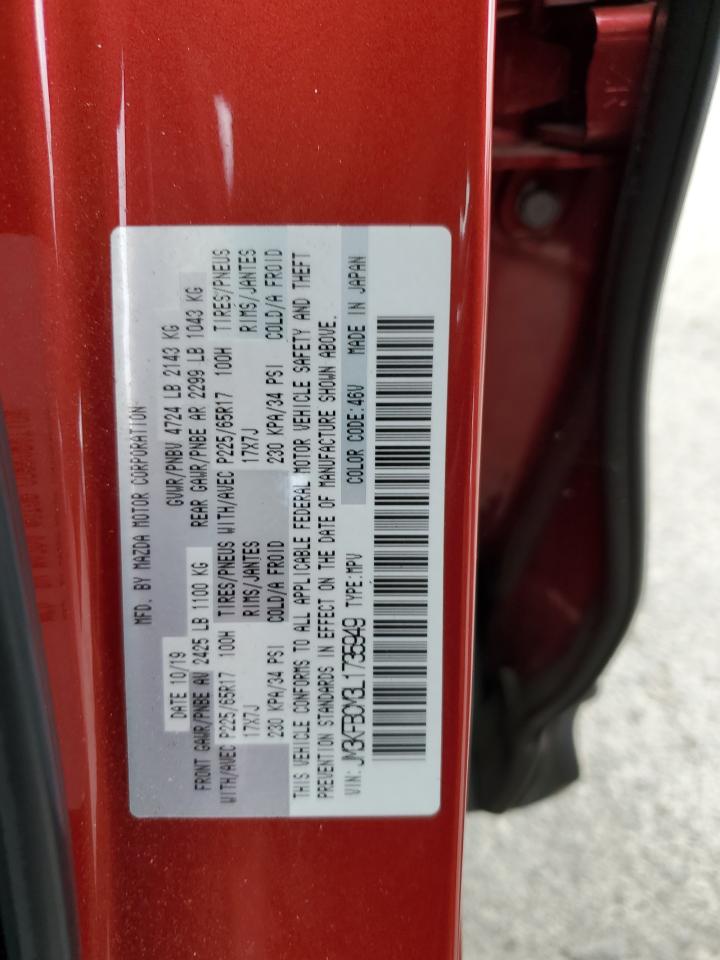 MFD. BY MAZDA MOTOR CORPORATION
DATE 10/19 GVWR/PNBV 4724 LB 2143 KG
FRONT GAWR/PNBE AV 2425 LB 1100 KG REAR GAWR/PNBE AR 2299 LB 1043 KG
WITH/AVEC P225/65R17 100H TIRES/PNEUS WITH/AVEC P225/65R17 100H TIRES/PNEUS
17X7J RIMS/JANTES 17X7J RIMS/JANTES
230 KPA/34 PSI COLD/A FROID 230 KPA/34 PSI COLD/A FROID
THIS VEHICLE CONFORMS TO ALL APPLICABLE FEDERAL MOTOR VEHICLE SAFETY AND THEFT
PREVENTION STANDARDS IN EFFECT ON THE DATE OF MANUFACTURE SHOWN ABOVE.
VIN: JM3KFBCM3L1735949 TYPE:MPV COLOR CODE:46V MADE IN JAPAN